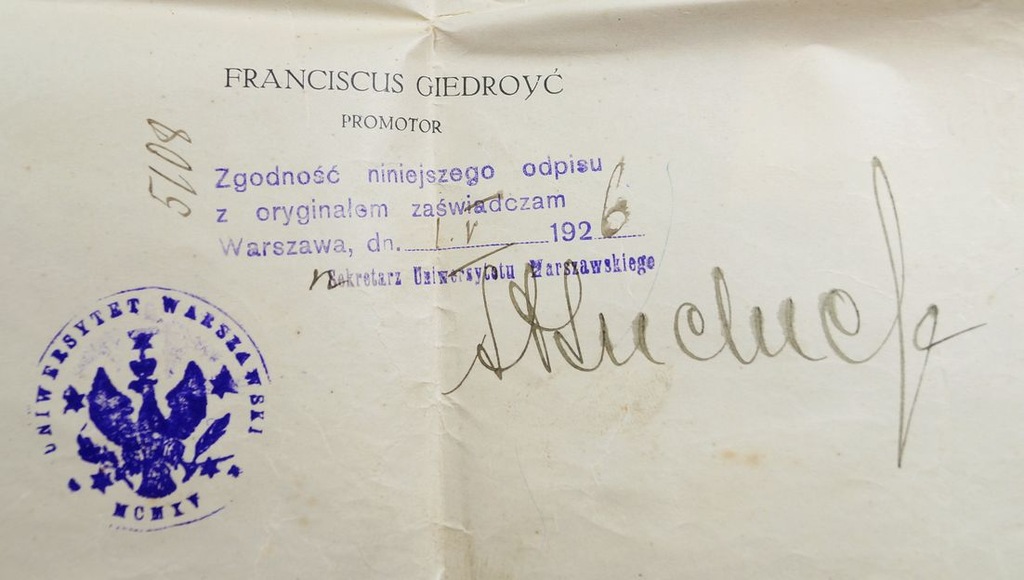 FRANCISCUS GIEDROYĆ
PROMOTOR
5108
Zgodność niniejszego odpisu
z oryginałem zaświadczam
Warszawa, dn. 1.V 1926
Sekretarz Uniwersytetu Warszawskiego
UNIWERSYTET WARSZAWSKI
MCMXV